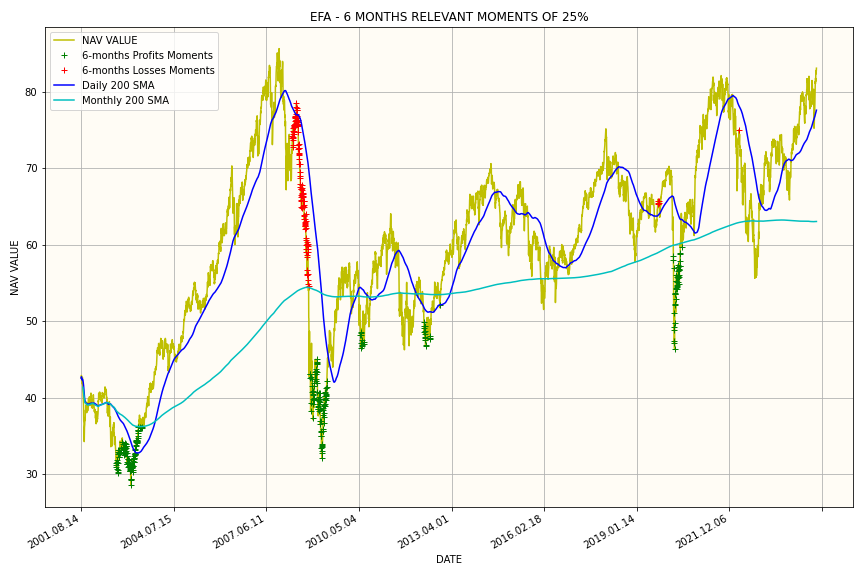 EFA - 6 MONTHS RELEVANT MOMENTS OF 25%
NAV VALUE
6-months Profits Moments
6-months Losses Moments
Daily 200 SMA
Monthly 200 SMA
80
70
60
50
40
30
NAV VALUE
2001.08.14
2004.07.15
2007.06.11
2010.05.04
2013.04.01
2016.02.18
2019.01.14
2021.12.06
DATE